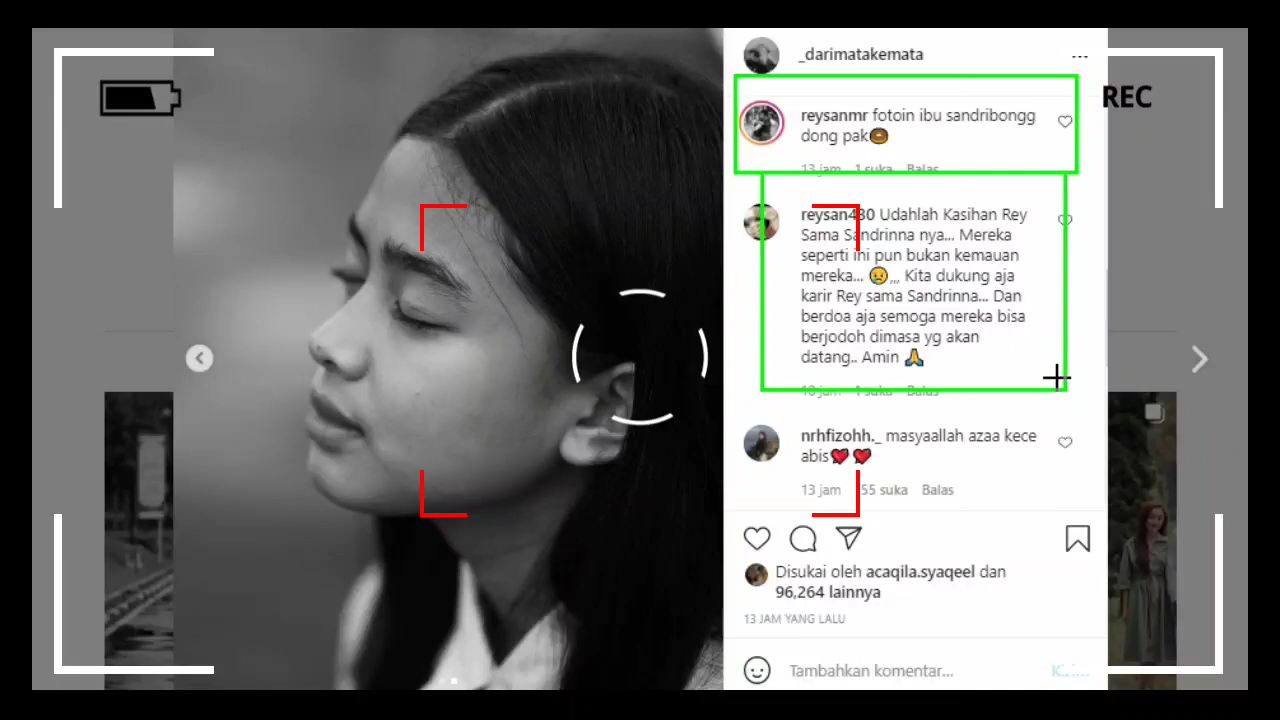 _darimatakemata
REC
reysanmr fotoin ibu sandribongg
dong pak🍩
13 jam 1 suka Balas
reysan430 Udahlah Kasihan Rey
Sama Sandrinna nya... Mereka
seperti ini pun bukan kemauan
mereka... 😥,,, Kita dukung aja
karir Rey sama Sandrinna... Dan
berdoa aja semoga mereka bisa
berjodoh dimasa yg akan
datang.. Amin 🙏
1 suka Balas
nrhfizohh._ masyaallah azaa kece
abis❤️❤️
13 jam 55 suka Balas
Disukai oleh acaqila.syaqeel dan
96,264 lainnya
13 JAM YANG LALU
Tambahkan komentar...